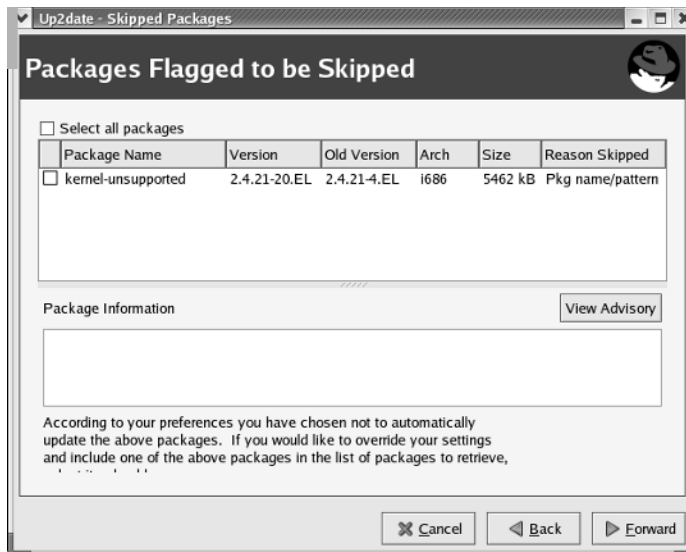 Up2date - Skipped Packages
Packages Flagged to be Skipped
Select all packages
Package Name Version Old Version Arch Size Reason Skipped
kernel-unsupported 2.4.21-20.EL 2.4.21-4.EL i686 5462 kB Pkg name/pattern
Package Information
View Advisory
According to your preferences you have chosen not to automatically
update the above packages. If you would like to override your settings
and include one of the above packages in the list of packages to retrieve,
Cancel Back Forward